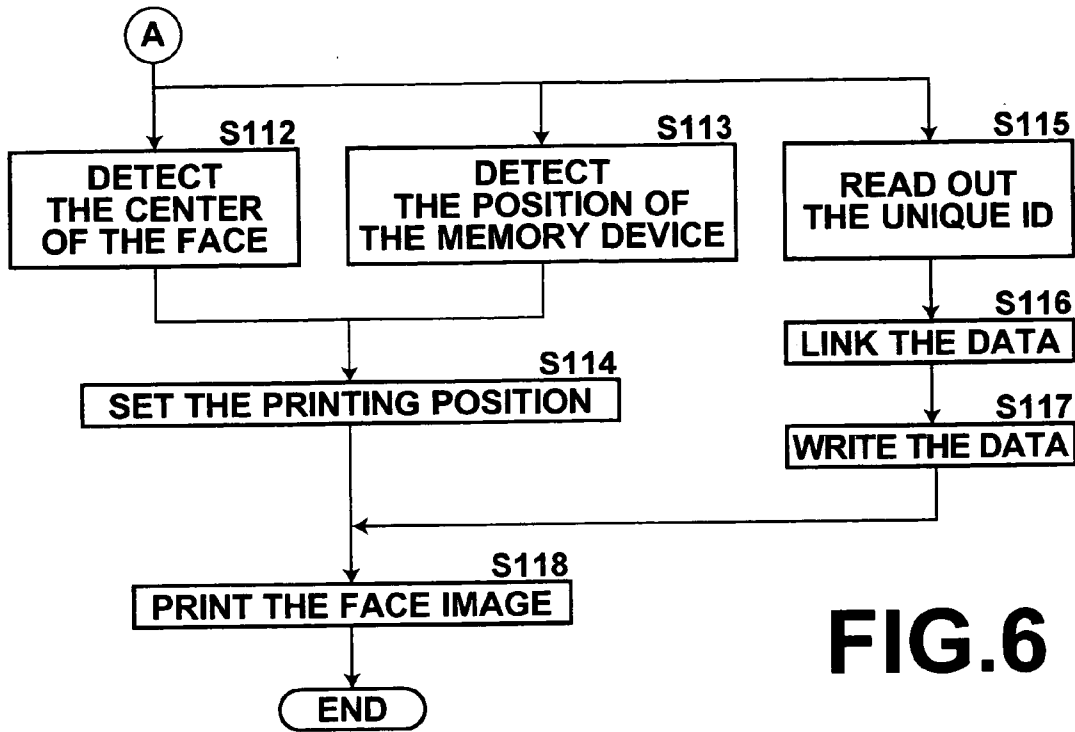 A
S112
DETECT
THE CENTER
OF THE FACE
S113
DETECT
THE POSITION OF
THE MEMORY DEVICE
S115
READ OUT
THE UNIQUE ID
S116
LINK THE DATA
S114
SET THE PRINTING POSITION
S117
WRITE THE DATA
S118
PRINT THE FACE IMAGE
END
FIG.6